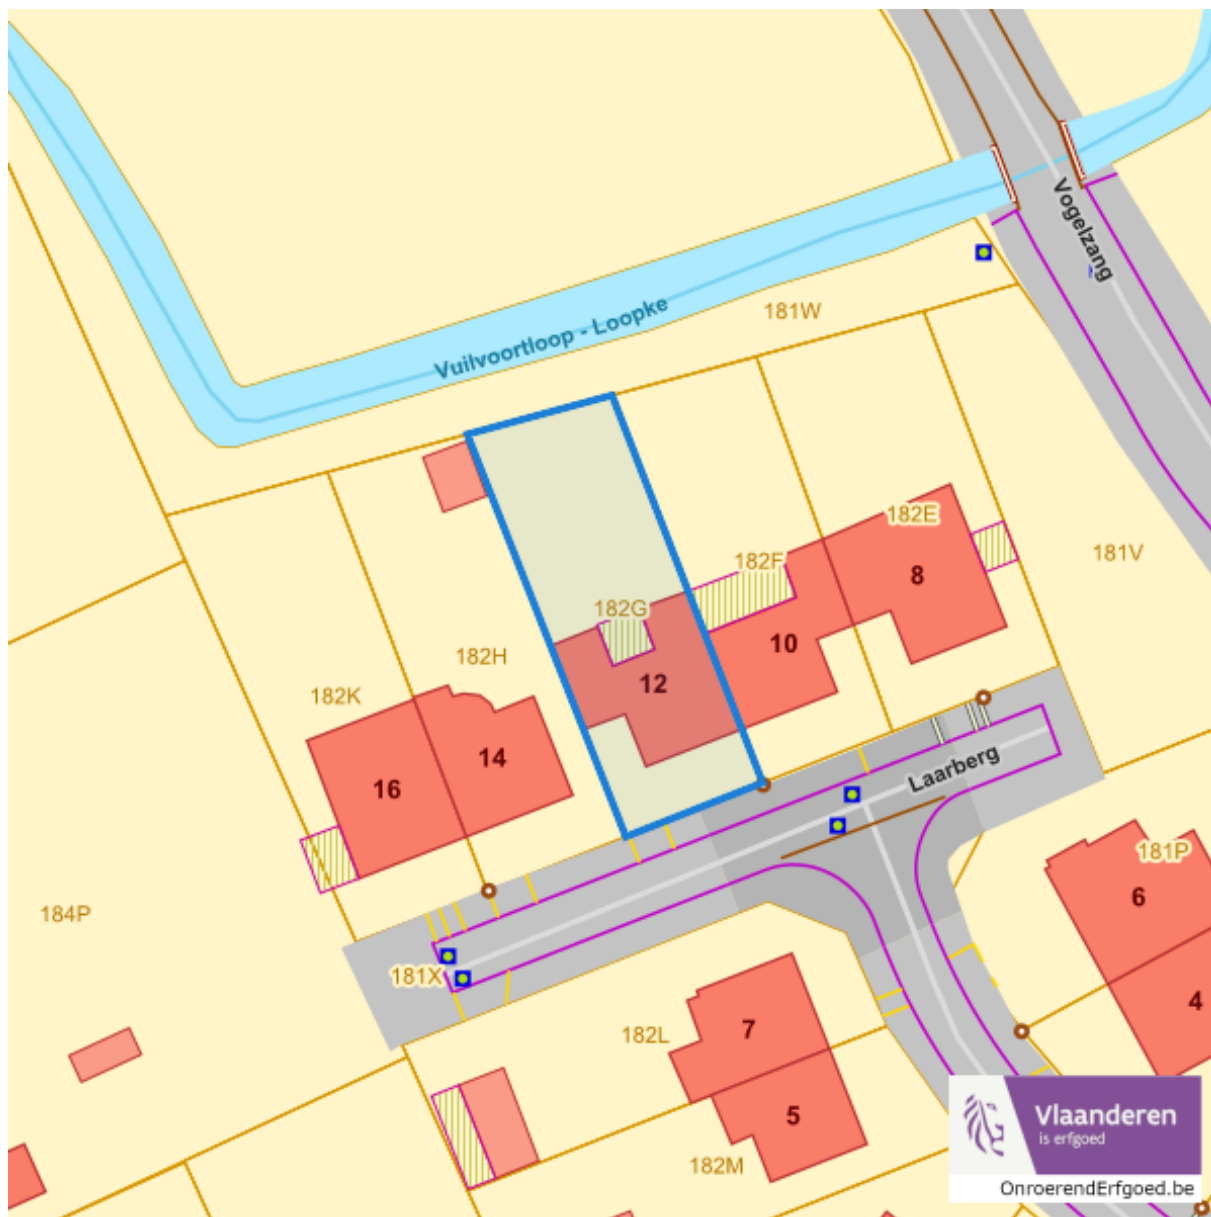 Vogelzang
Vuilvoortloop - Loopke
181W
182E
181V
182F
8
182G
10
182H
12
182K
14
16
Laarberg
181P
6
184P
181X
4
7
182L
5
182M
Vlaanderen
is erfgoed
OnroerendErfgoed.be